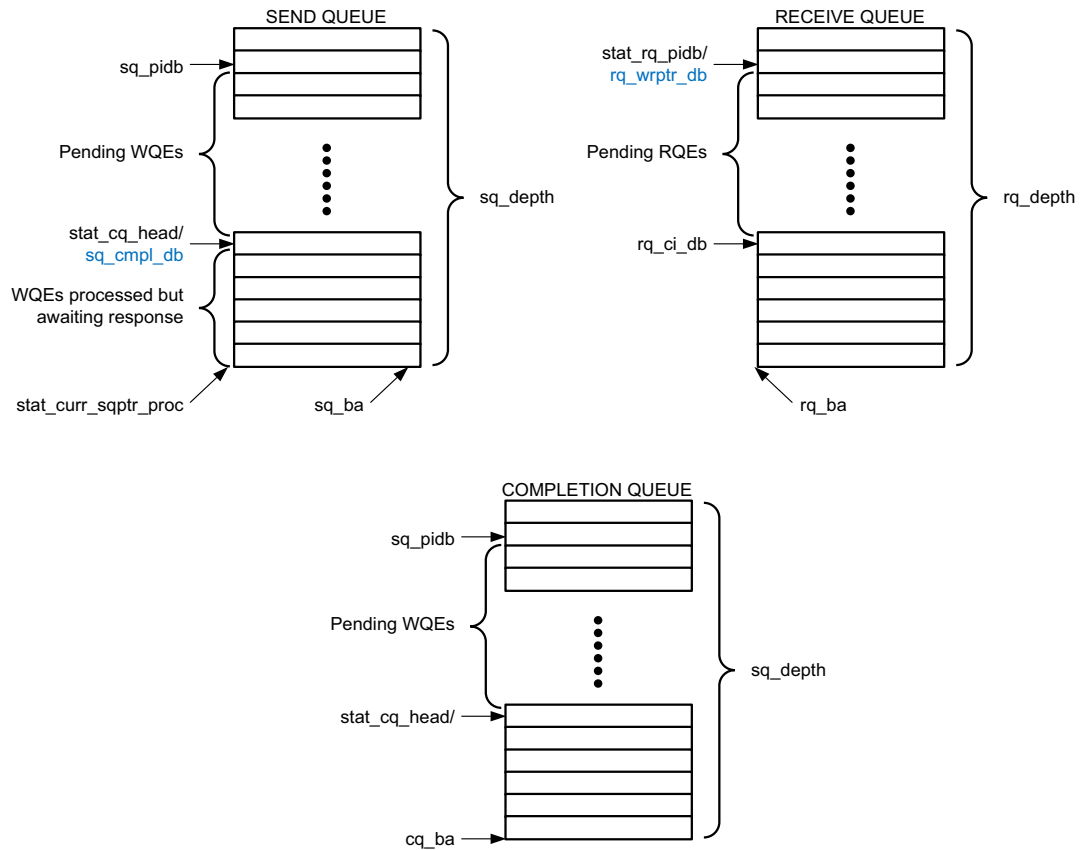 SEND QUEUE
sq_pidb
Pending WQEs
stat_cq_head/
sq_cmpl_db
WQEs processed but
awaiting response
stat_curr_sqptr_proc
sq_ba
sq_depth
RECEIVE QUEUE
stat_rq_pidb/
rq_wrptr_db
Pending RQEs
rq_ci_db
rq_ba
rq_depth
COMPLETION QUEUE
sq_pidb
Pending WQEs
stat_cq_head/
cq_ba
sq_depth